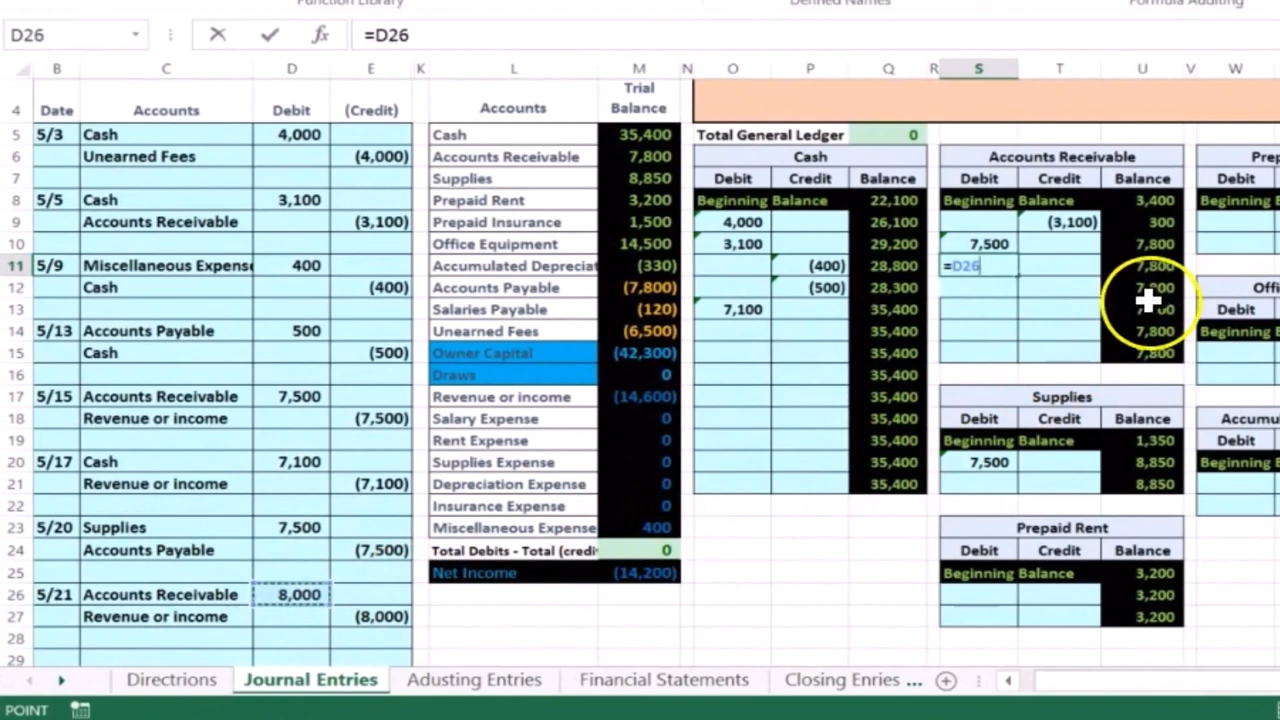 Function Library Defined Names Formula Auditing
D26 =D26
B C D E K L M N O P Q R S T U V W
4 Date Accounts Debit (Credit) Accounts Trial Balance
5 5/3 Cash 4,000 Cash 35,400 Total General Ledger 0
6 Unearned Fees (4,000) Accounts Receivable 7,800 Cash Accounts Receivable Prep
7 Supplies 8,850 Debit Credit Balance Debit Credit Balance Debit
8 5/5 Cash 3,100 Prepaid Rent 3,200 Beginning Balance 22,100 Beginning Balance 3,400 Beginning B
9 Accounts Receivable (3,100) Prepaid Insurance 1,500 4,000 26,100 (3,100) 300
10 Office Equipment 14,500 3,100 29,200 7,500 7,800
11 5/9 Miscellaneous Expense 400 Accumulated Depreciat (330) (400) 28,800 =D26 7,800
12 Cash (400) Accounts Payable (7,800) (500) 28,300 Offi
13 Salaries Payable (120) 7,100 35,400 Debit
14 5/13 Accounts Payable 500 Unearned Fees (6,500) 35,400 7,800 Beginning B
15 Cash (500) Owner Capital (42,300) 35,400 7,800
16 Draws 0 35,400
17 5/15 Accounts Receivable 7,500 Revenue or income (14,600) 35,400 Supplies
18 Revenue or income (7,500) Salary Expense 0 35,400 Debit Credit Balance Accumu
19 Rent Expense 0 35,400 Beginning Balance 1,350 Debit
20 5/17 Cash 7,100 Supplies Expense 0 35,400 7,500 8,850 Beginning B
21 Revenue or income (7,100) Depreciation Expense 0 35,400 8,850
22 Insurance Expense 0
23 5/20 Supplies 7,500 Miscellaneous Expense 400 Prepaid Rent
24 Accounts Payable (7,500) Total Debits - Total (credi 0 Debit Credit Balance
25 Net Income (14,200) Beginning Balance 3,200
26 5/21 Accounts Receivable 8,000 3,200
27 Revenue or income (8,000) 3,200
28
29
Directions Journal Entries Adusting Entries Financial Statements Closing Enries ...
POINT